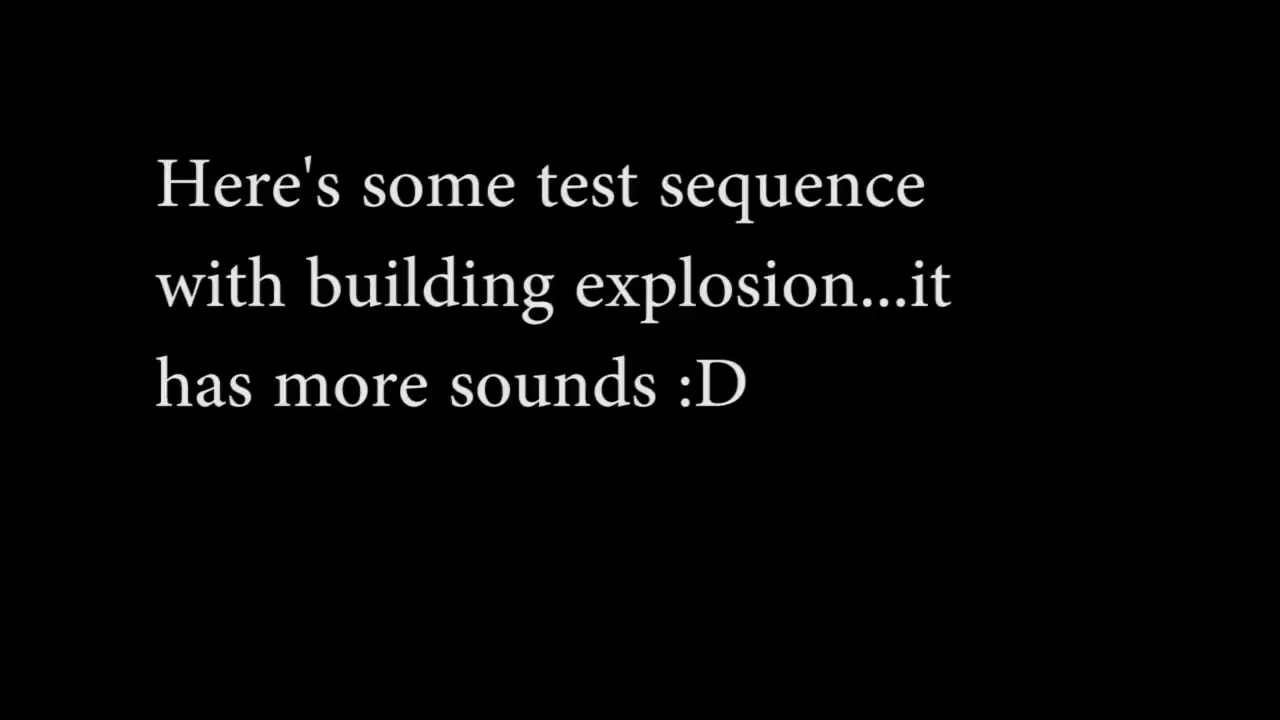 Here's some test sequence
with building explosion...it
has more sounds :D